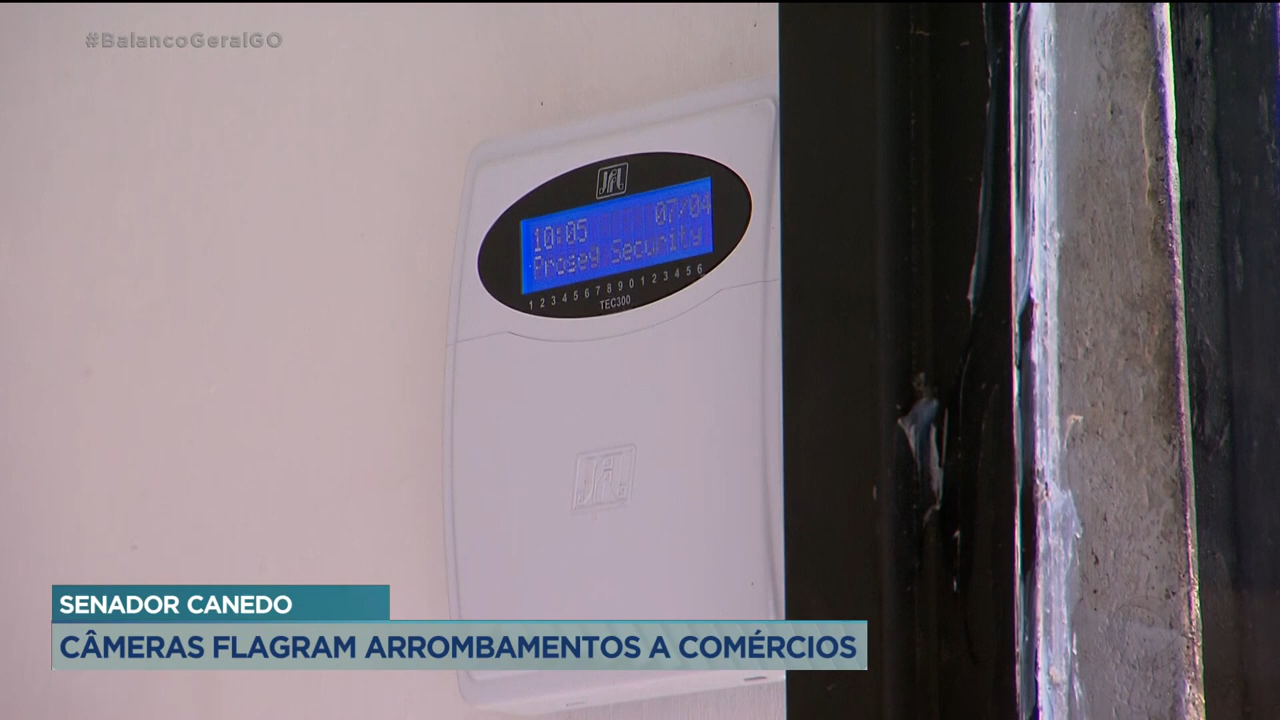 #BalancoGeralGO
JFL
10:05 07/04
Proseg Security
1 2 3 4 5 6 7 8 9 0 1 2 3 4 5 6
TEC300
JFL
SENADOR CANEDO
CÂMERAS FLAGRAM ARROMBAMENTOS A COMÉRCIOS